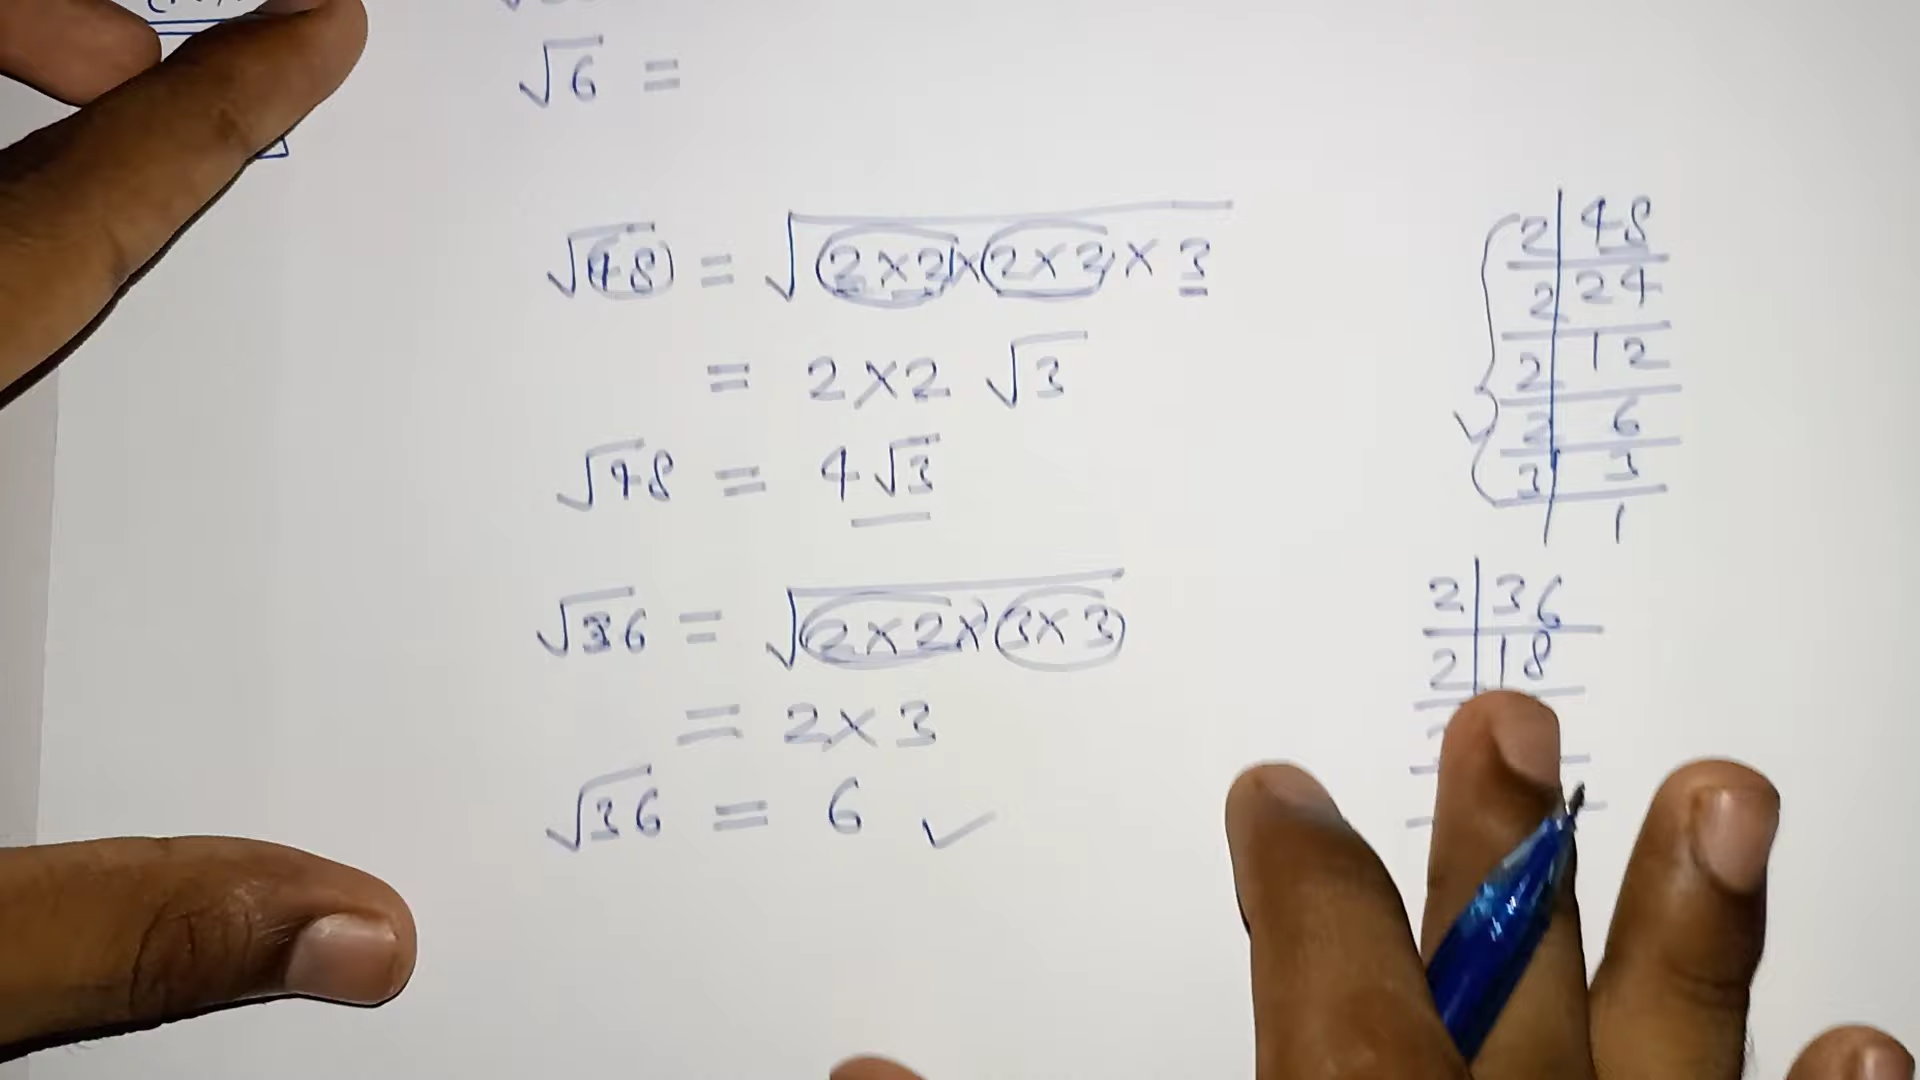 √6 =
√48 = √2×2×2×2×3
= 2×2 √3
√48 = 4√3
√36 = √2×2×3×3
= 2×3
√36 = 6 ✓
2|48
2|24
2|12
2|6
3|3
1
2|36
2|18